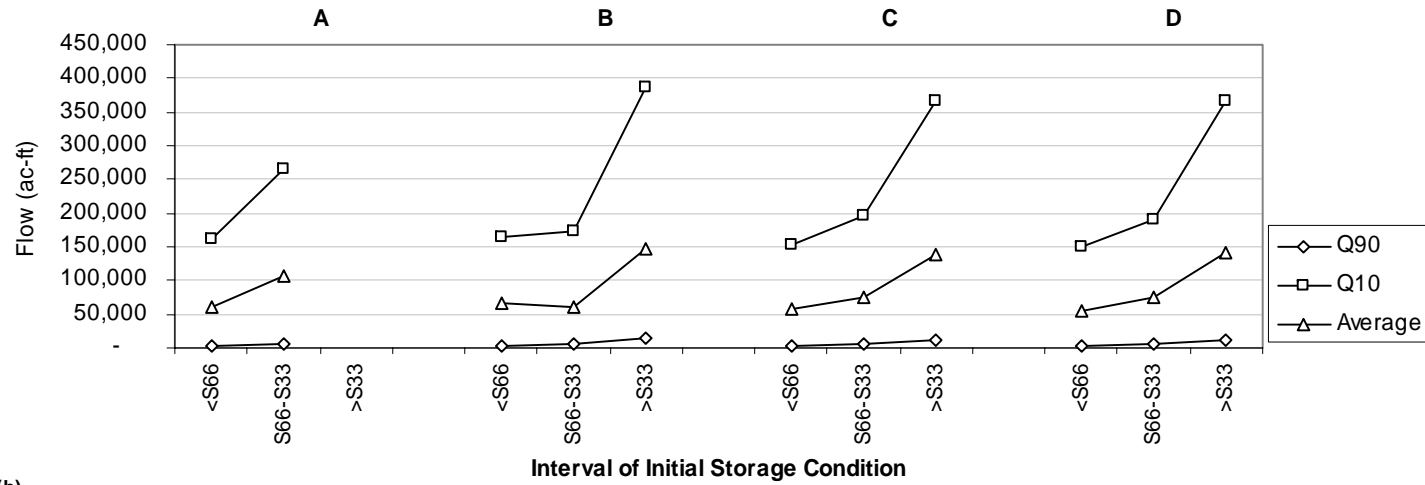 A B C D
450,000
400,000
350,000
300,000
250,000
200,000
150,000
100,000
50,000
-
Flow (ac-ft)
<S66 S66-S33 >S33 <S66 S66-S33 >S33 <S66 S66-S33 >S33 <S66 S66-S33 >S33
Interval of Initial Storage Condition
Q90
Q10
Average